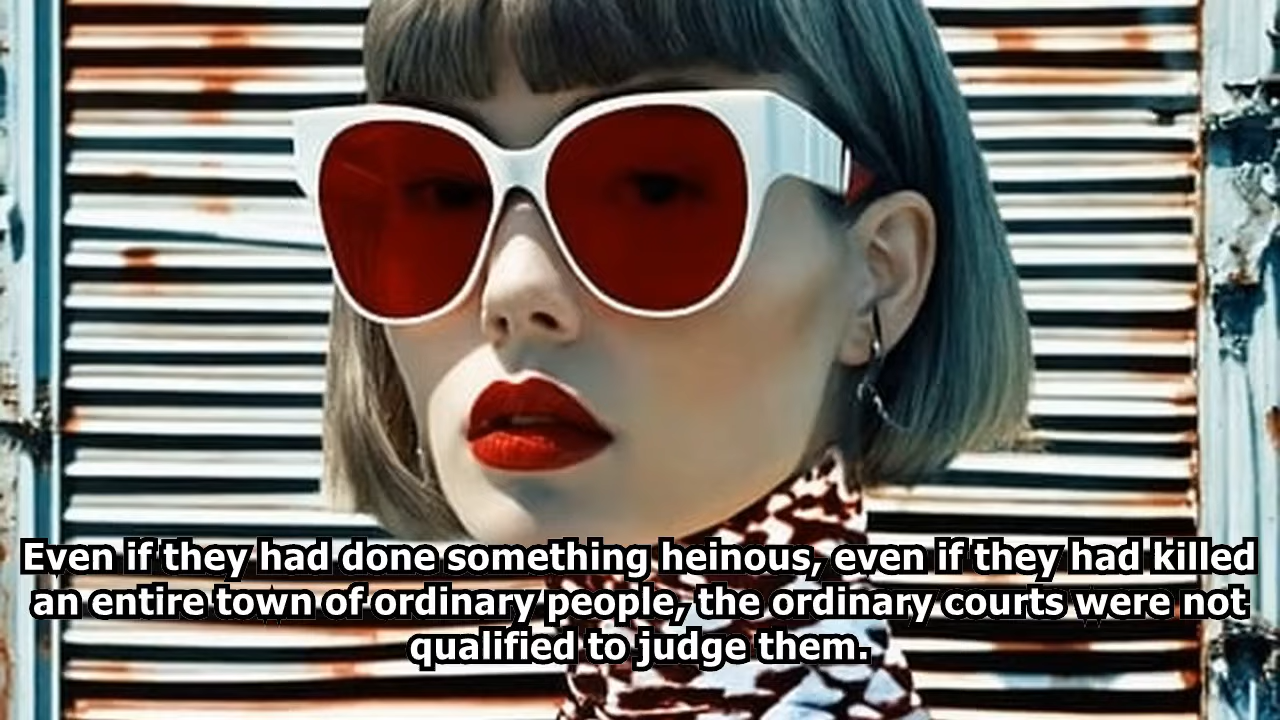 Even if they had done something heinous, even if they had killed
an entire town of ordinary people, the ordinary courts were not
qualified to judge them.